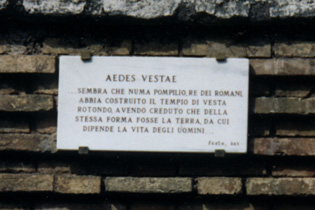 AEDES VESTAE
SEMBRA CHE NUMA POMPILIO, RE DEI ROMANI,
ABBIA COSTRUITO IL TEMPIO DI VESTA
ROTONDO, AVENDO CREDUTO CHE DELLA
STESSA FORMA FOSSE LA TERRA, DA CUI
DIPENDE LA VITA DEGLI UOMINI...